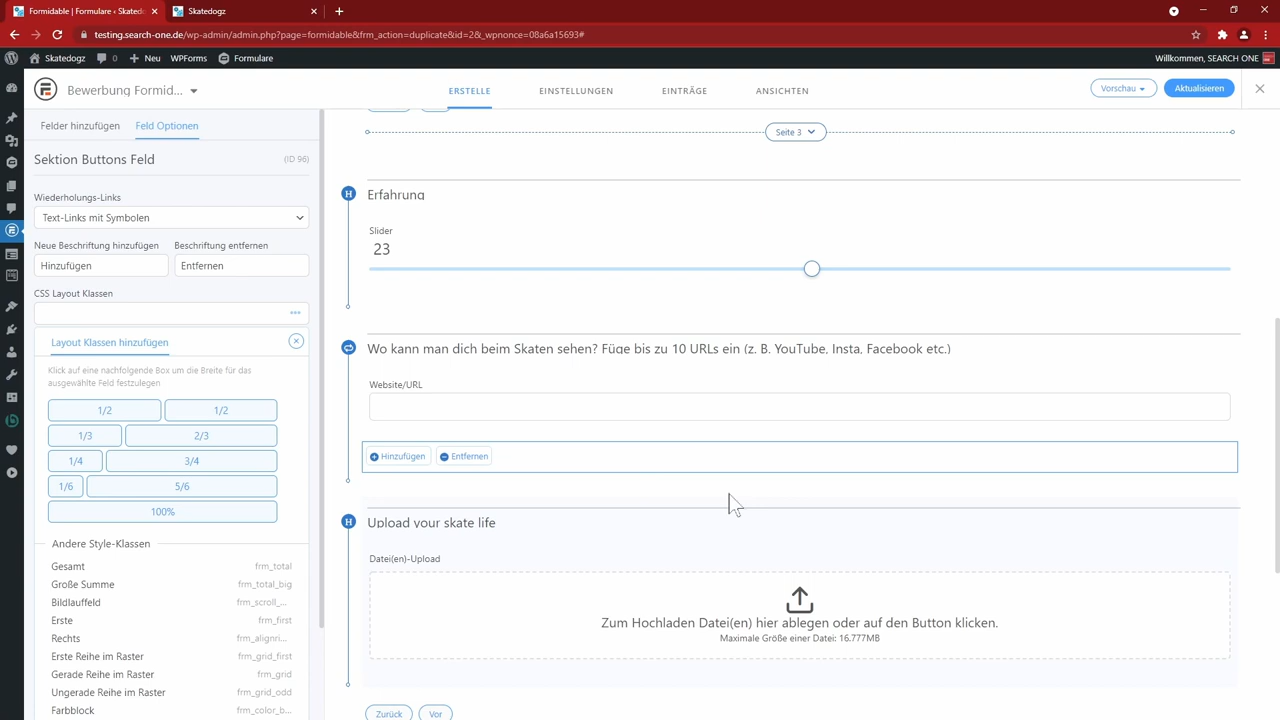 Formidable | Formulare ‹ Skated
Skatedogz
testing.search-one.de/wp-admin/admin.php?page=formidable&frm_action=duplicate&id=2&_wpnonce=08a6a15693#
Skatedogz
0
Neu
WPForms
Formulare
Willkommen, SEARCH ONE
Bewerbung Formid...
ERSTELLE
EINSTELLUNGEN
EINTRÄGE
ANSICHTEN
Vorschau
Aktualisieren
Felder hinzufügen
Feld Optionen
Sektion Buttons Feld
(ID 96)
Wiederholungs-Links
Text-Links mit Symbolen
Neue Beschriftung hinzufügen
Beschriftung entfernen
Hinzufügen
Entfernen
CSS Layout Klassen
Layout Klassen hinzufügen
Klick auf eine nachfolgende Box um die Breite für das
ausgewählte Feld festzulegen
1/2 1/2
1/3 2/3
1/4 3/4
1/6 5/6
100%
Andere Style-Klassen
Gesamt frm_total
Große Summe frm_total_big
Bildlauffeld frm_scroll_...
Erste frm_first
Rechts frm_alignri...
Erste Reihe im Raster frm_grid_first
Gerade Reihe im Raster frm_grid
Ungerade Reihe im Raster frm_grid_odd
Farbblock frm_color_b...
Seite 3
H Erfahrung
Slider
23
Wo kann man dich beim Skaten sehen? Füge bis zu 10 URLs ein (z. B. YouTube, Insta, Facebook etc.)
Website/URL
Hinzufügen
Entfernen
H Upload your skate life
Datei(en)-Upload
Zum Hochladen Datei(en) hier ablegen oder auf den Button klicken.
Maximale Größe einer Datei: 16.777MB
Zurück
Vor